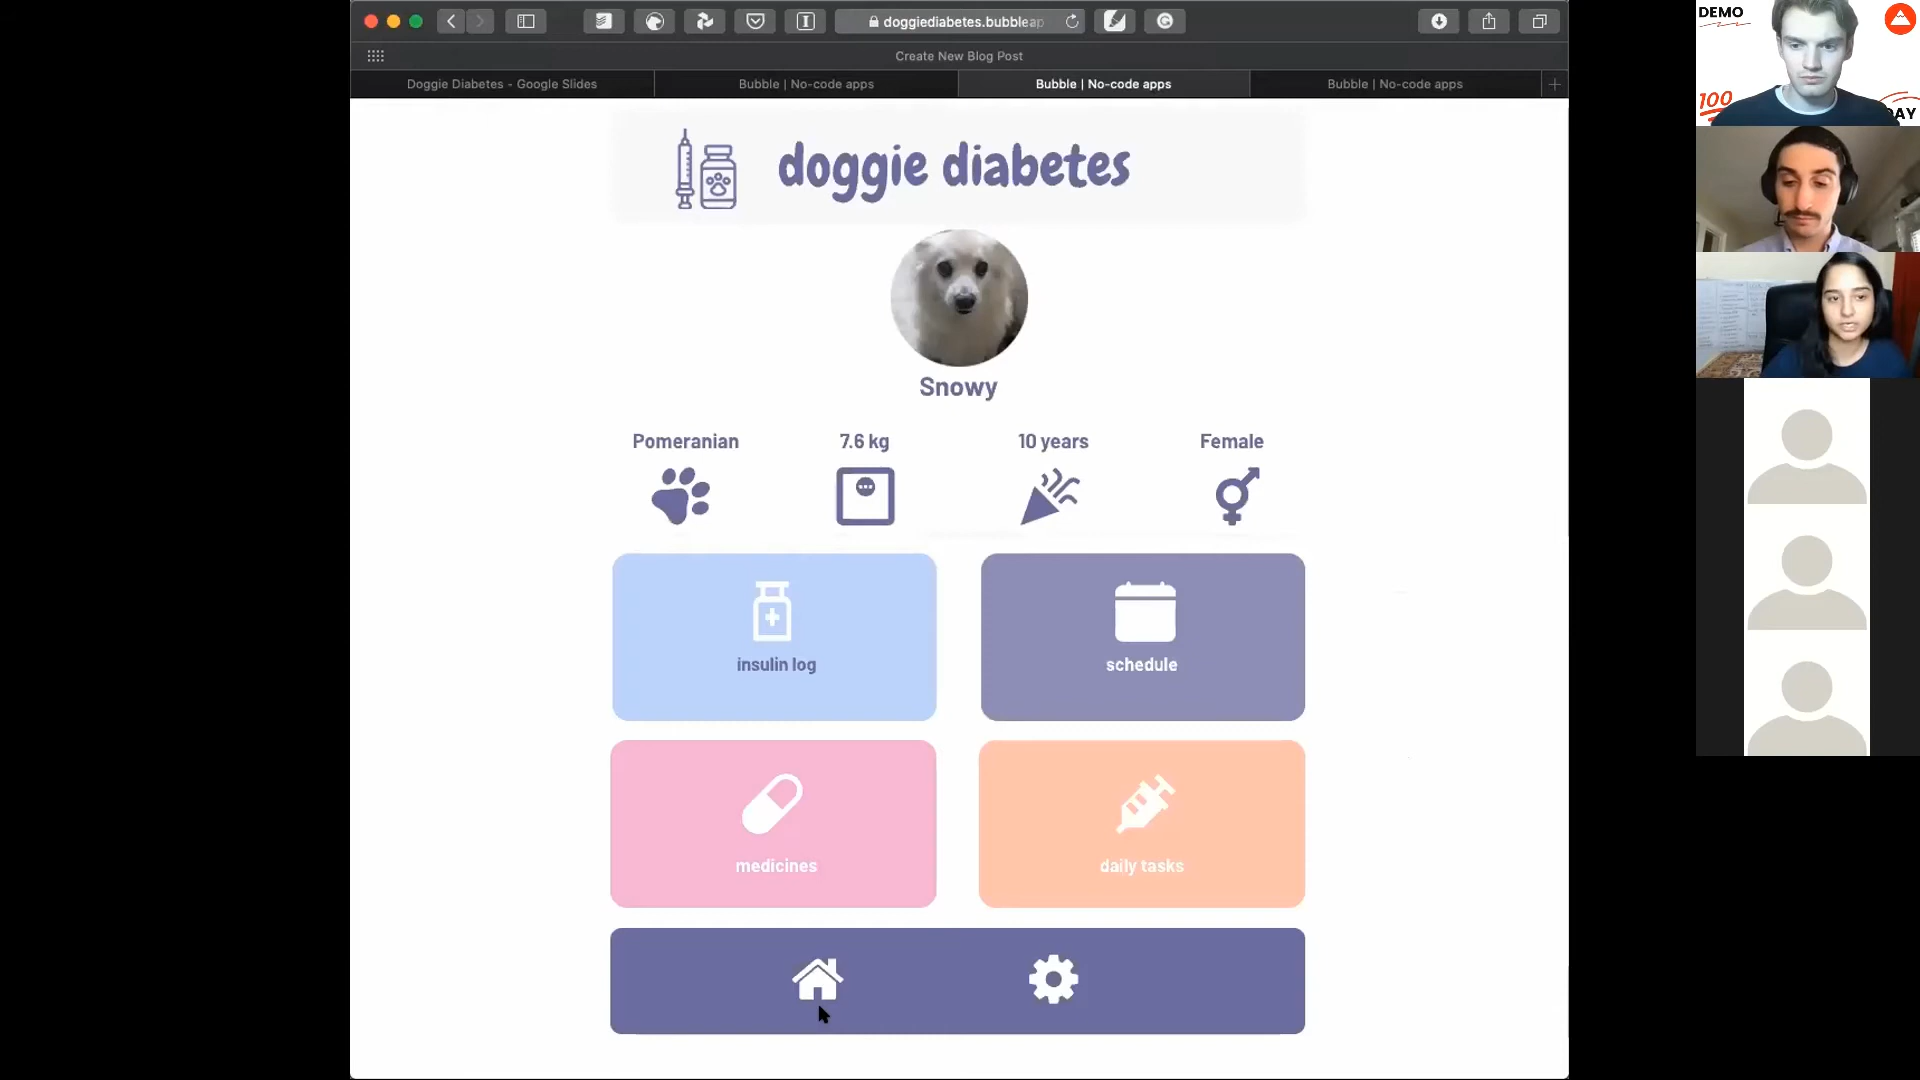 doggiediabetes.bubbleap
Create New Blog Post
Doggie Diabetes - Google Slides
Bubble | No-code apps
Bubble | No-code apps
Bubble | No-code apps
doggie diabetes
Snowy
Pomeranian
7.6 kg
10 years
Female
insulin log
schedule
medicines
daily tasks
DEMO
100
DAY